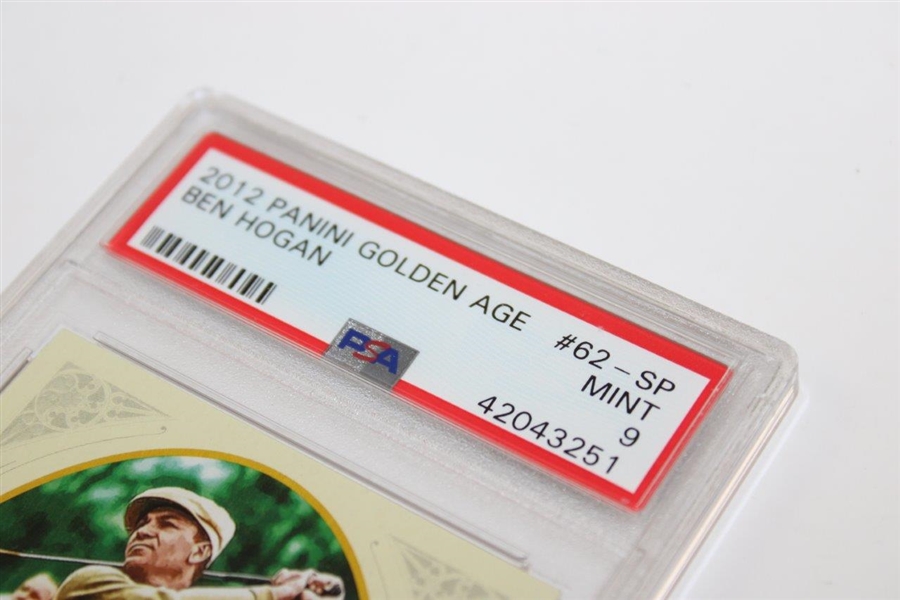 2012 PANINI GOLDEN AGE #62-SP
BEN HOGAN MINT
9
PSA 42043251